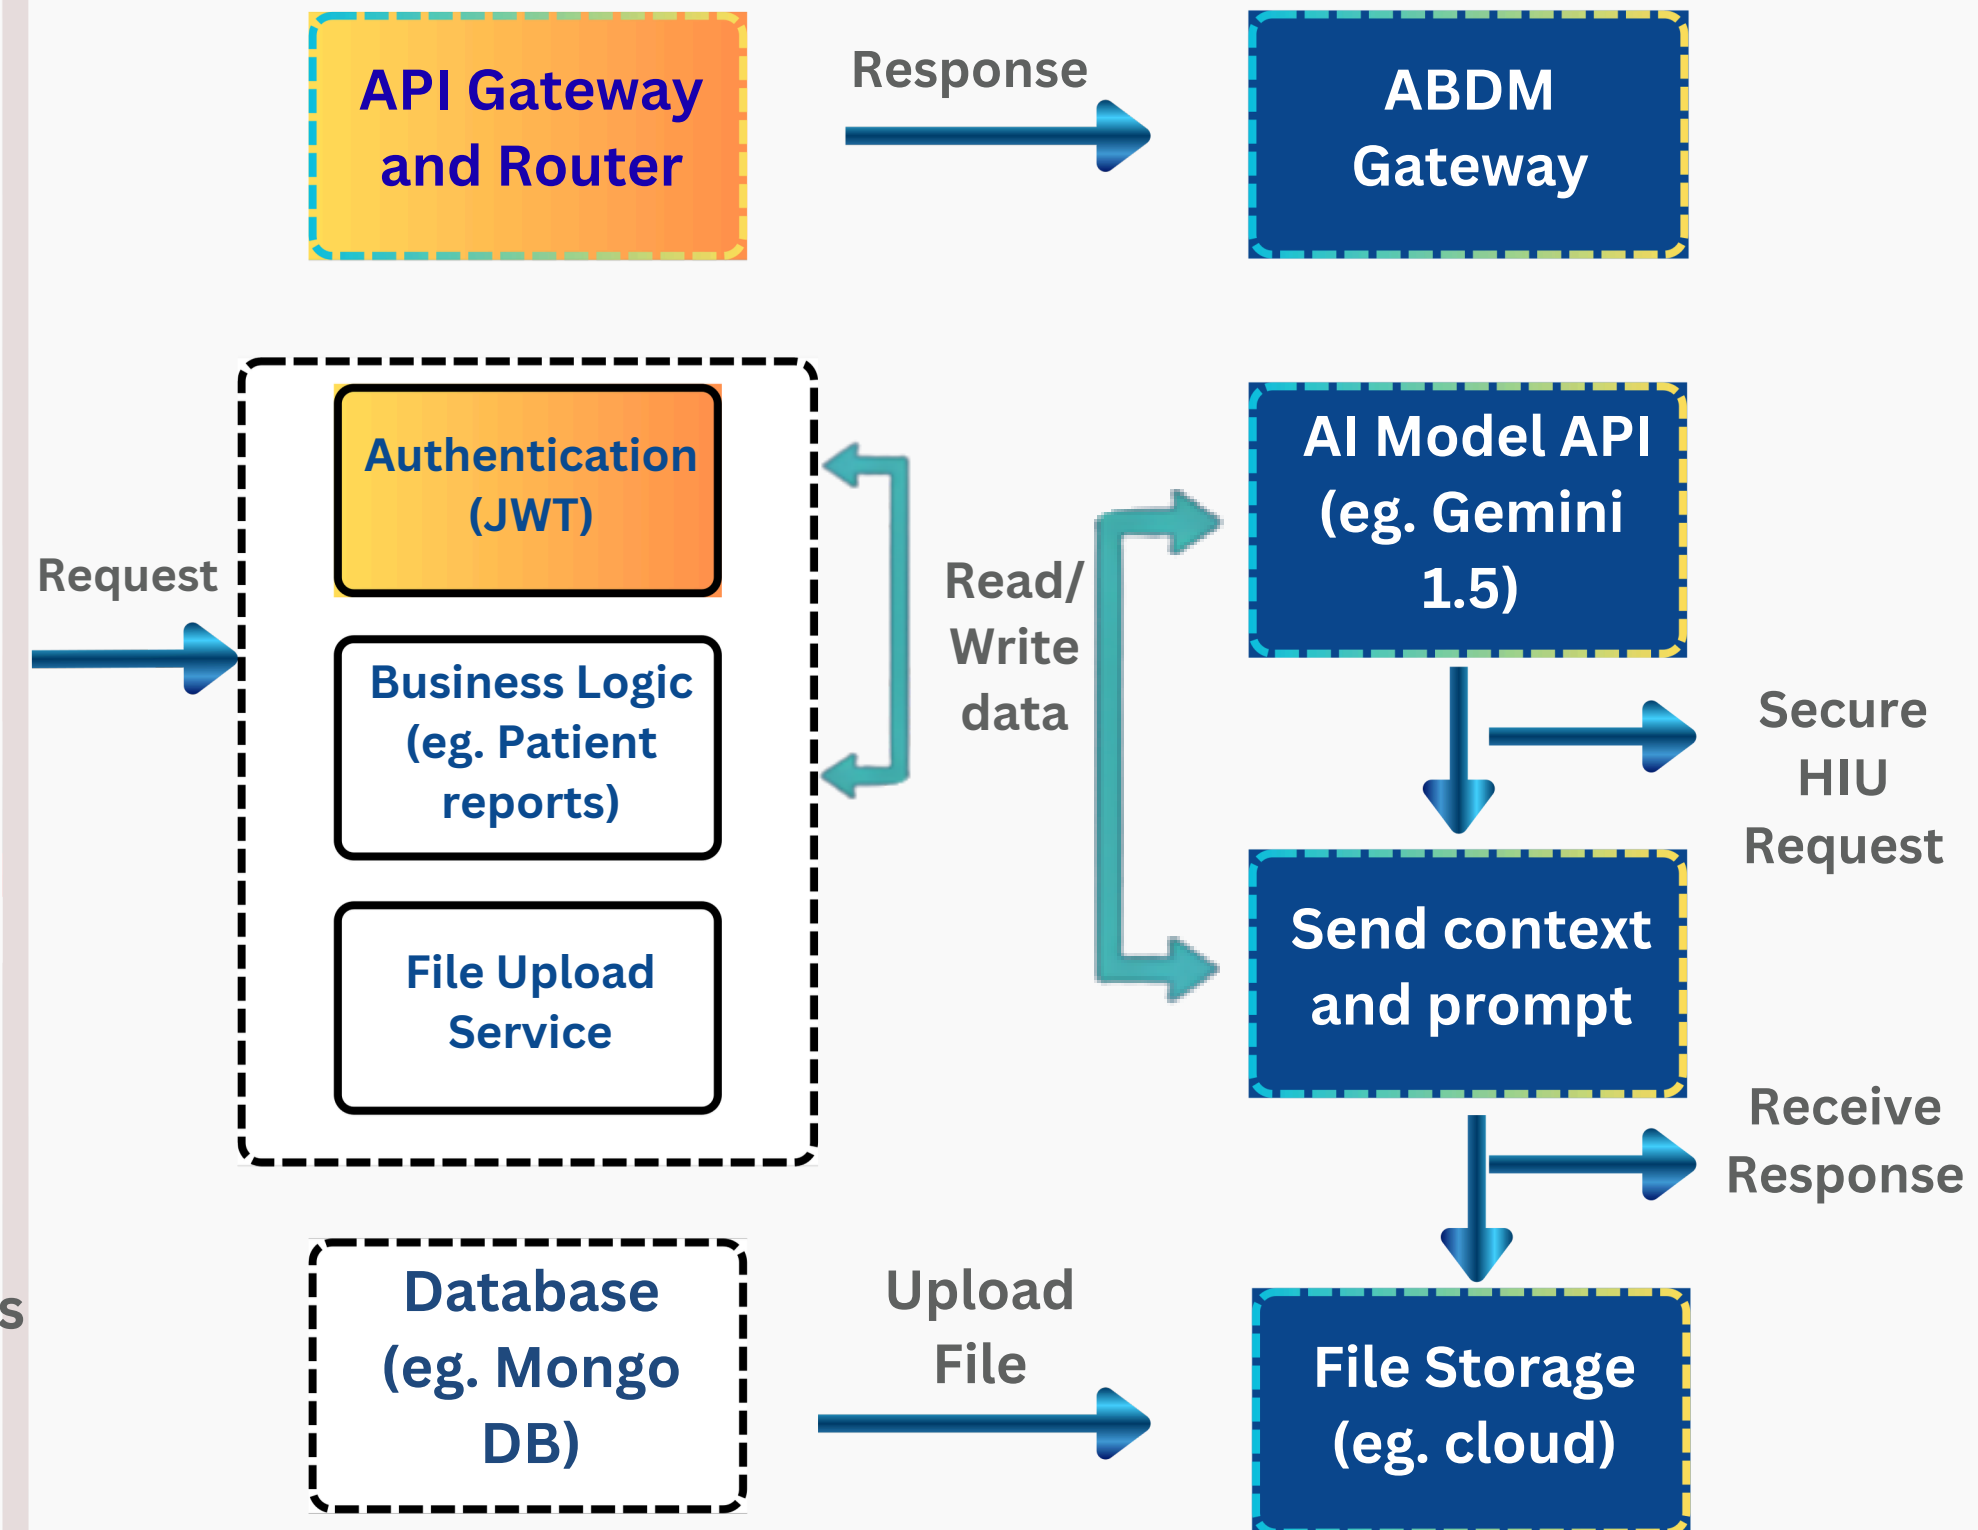 API Gateway
and Router
Response
ABDM
Gateway
Request
Authentication
(JWT)
Business Logic
(eg. Patient
reports)
File Upload
Service
Read/
Write
data
AI Model API
(eg. Gemini
1.5)
Secure
HIU
Request
Send context
and prompt
Receive
Response
s
Database
(eg. Mongo
DB)
Upload
File
File Storage
(eg. cloud)